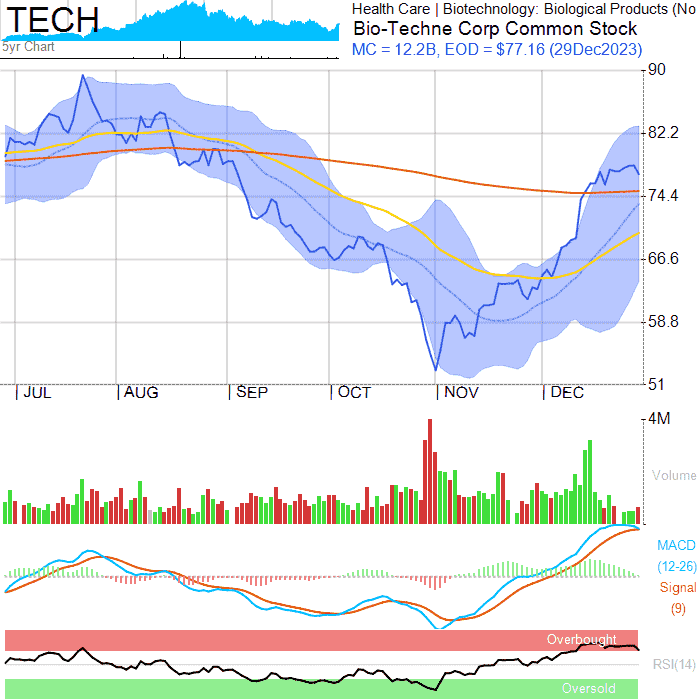 TECH
5yr Chart
Health Care | Biotechnology: Biological Products (No
Bio-Techne Corp Common Stock
MC = 12.2B, EOD = $77.16 (29Dec2023)
90
82.2
74.4
66.6
58.8
51
JUL AUG SEP OCT NOV DEC
4M
Volume
MACD
(12-26)
Signal
(9)
Overbought
RSI(14)
Oversold